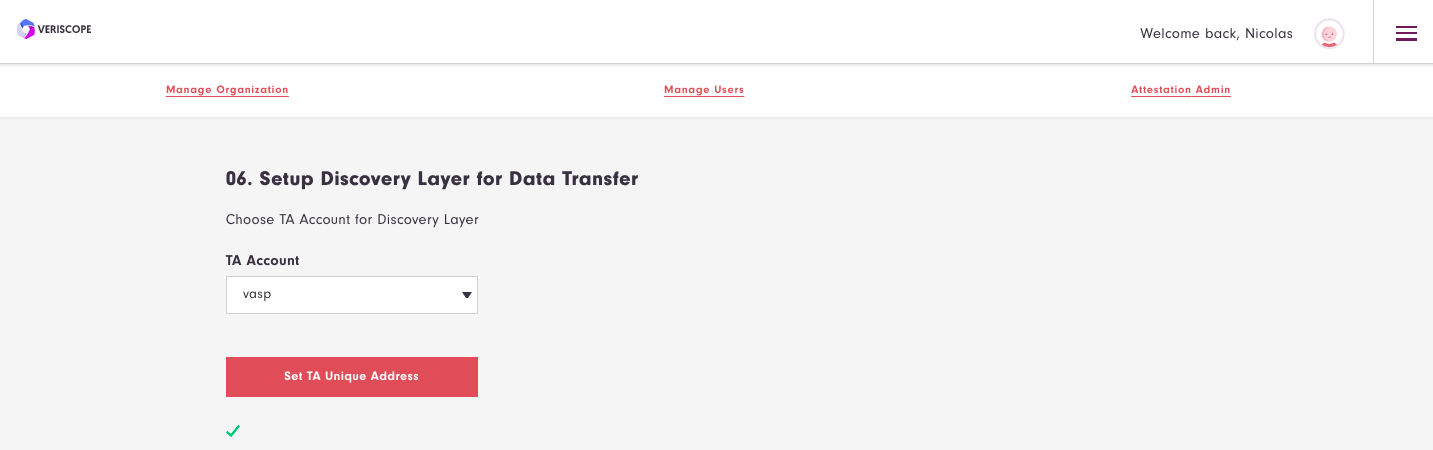 VERISCOPE
Welcome back, Nicolas
Manage Organization
Manage Users
Attestation Admin
06. Setup Discovery Layer for Data Transfer
Choose TA Account for Discovery Layer
TA Account
vasp
Set TA Unique Address